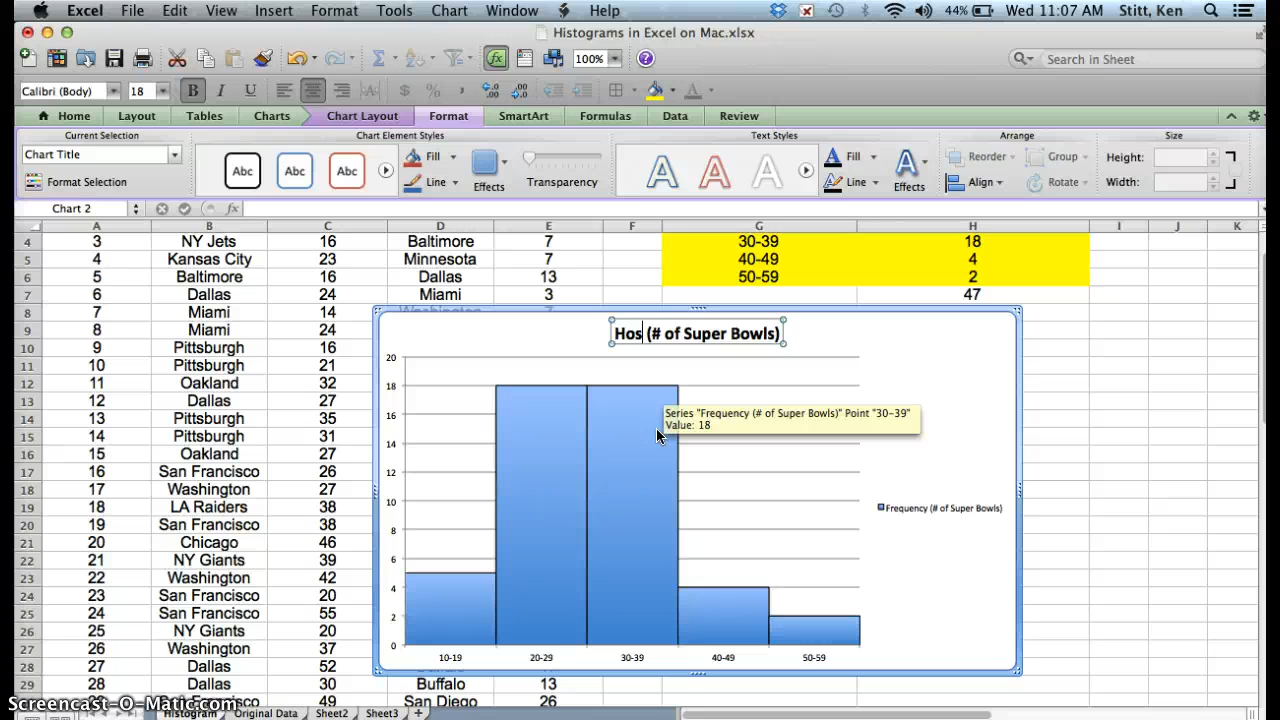 Excel File Edit View Insert Format Tools Chart Window Help 44% Wed 11:07 AM Stitt, Ken
Histograms in Excel on Mac.xlsx
100% Search in Sheet
Calibri (Body) 18 B I U
Home Layout Tables Charts Chart Layout Format SmartArt Formulas Data Review
Current Selection Chart Element Styles Text Styles Arrange Size
Chart Title Abc Abc Abc Fill Line Effects Transparency A A A Fill Line Effects Reorder Group Height:
Format Selection Align Rotate Width:
Chart 2 fx
A B C D E F G H I J K
4 3 NY Jets 16 Baltimore 7 30-39 18
5 4 Kansas City 23 Minnesota 7 40-49 4
6 5 Baltimore 16 Dallas 13 50-59 2
7 6 Dallas 24 Miami 3 47
8 7 Miami 14 Washington 7
9 8 Miami 24
10 9 Pittsburgh 16
11 10 Pittsburgh 21
12 11 Oakland 32
13 12 Dallas 27
14 13 Pittsburgh 35
15 14 Pittsburgh 31
16 15 Oakland 27
17 16 San Francisco 26
18 17 Washington 27
19 18 LA Raiders 38
20 19 San Francisco 38
21 20 Chicago 46
22 21 NY Giants 39
23 22 Washington 42
24 23 San Francisco 20
25 24 San Francisco 55
26 25 NY Giants 20
27 26 Washington 37
28 27 Dallas 52
29 28 Dallas 30 Buffalo 13
49 San Diego 26
Hos (# of Super Bowls)
20
18
16
14
12
10
8
6
4
2
0
10-19 20-29 30-39 40-49 50-59
Series "Frequency (# of Super Bowls)" Point "30-39"
Value: 18
Frequency (# of Super Bowls)
Screencast-O-Matic.com
Histogram Original Data Sheet2 Sheet3 +